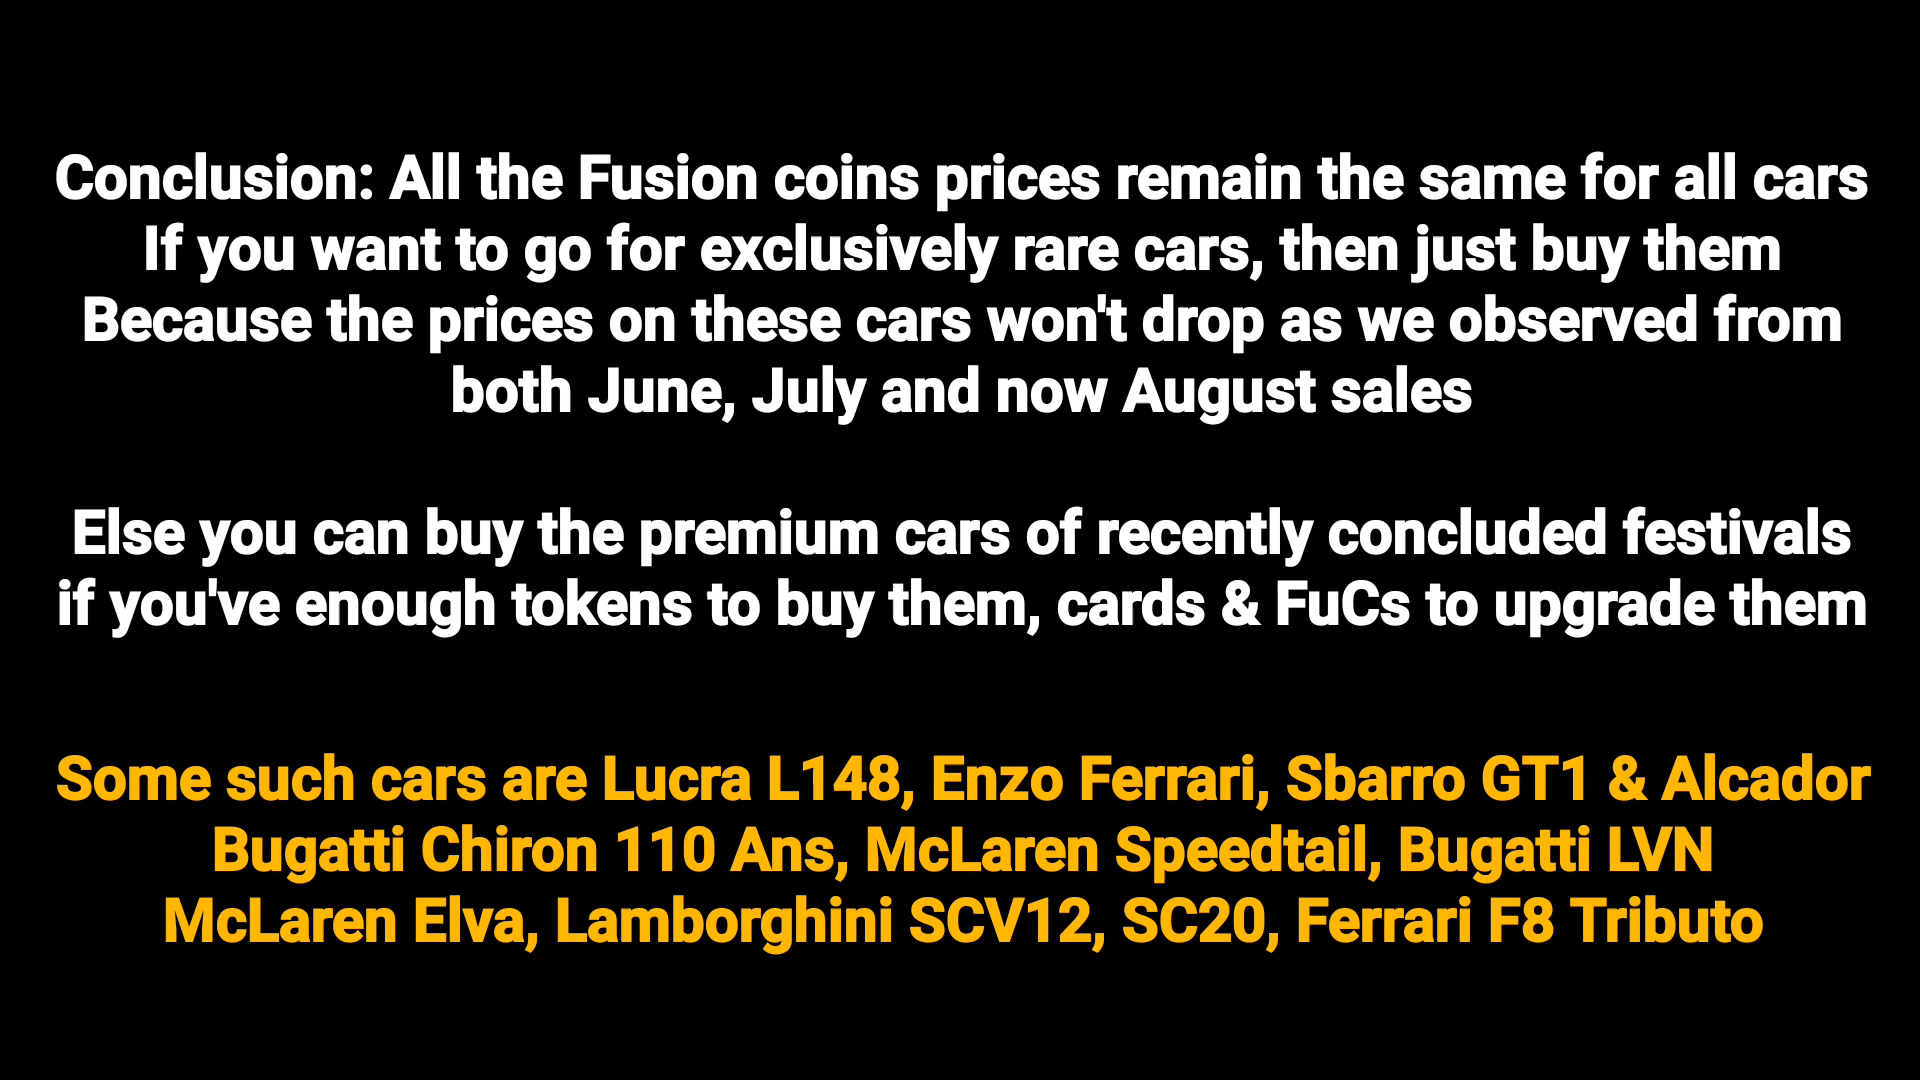 Conclusion: All the Fusion coins prices remain the same for all cars
If you want to go for exclusively rare cars, then just buy them
Because the prices on these cars won't drop as we observed from
both June, July and now August sales
Else you can buy the premium cars of recently concluded festivals
if you've enough tokens to buy them, cards & FuCs to upgrade them
Some such cars are Lucra L148, Enzo Ferrari, Sbarro GT1 & Alcador
Bugatti Chiron 110 Ans, McLaren Speedtail, Bugatti LVN
McLaren Elva, Lamborghini SCV12, SC20, Ferrari F8 Tributo